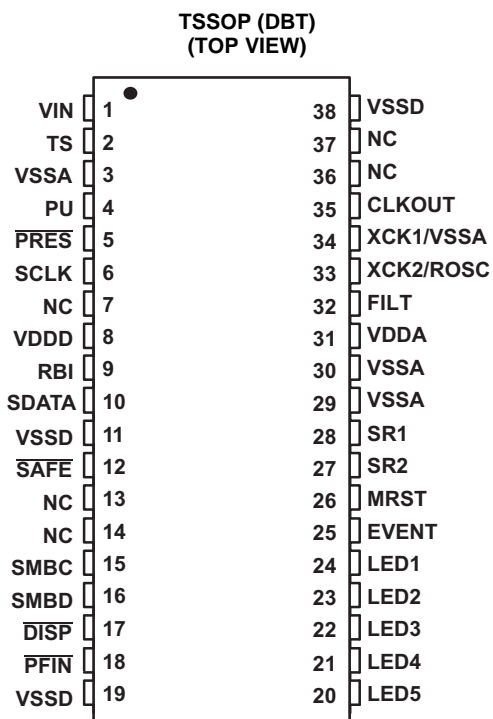 TSSOP (DBT)
(TOP VIEW)
VIN 1 38 VSSD
TS 2 37 NC
VSSA 3 36 NC
PU 4 35 CLKOUT
PRES 5 34 XCK1/VSSA
SCLK 6 33 XCK2/ROSC
NC 7 32 FILT
VDDD 8 31 VDDA
RBI 9 30 VSSA
SDATA 10 29 VSSA
VSSD 11 28 SR1
SAFE 12 27 SR2
NC 13 26 MRST
NC 14 25 EVENT
SMBC 15 24 LED1
SMBD 16 23 LED2
DISP 17 22 LED3
PFIN 18 21 LED4
VSSD 19 20 LED5